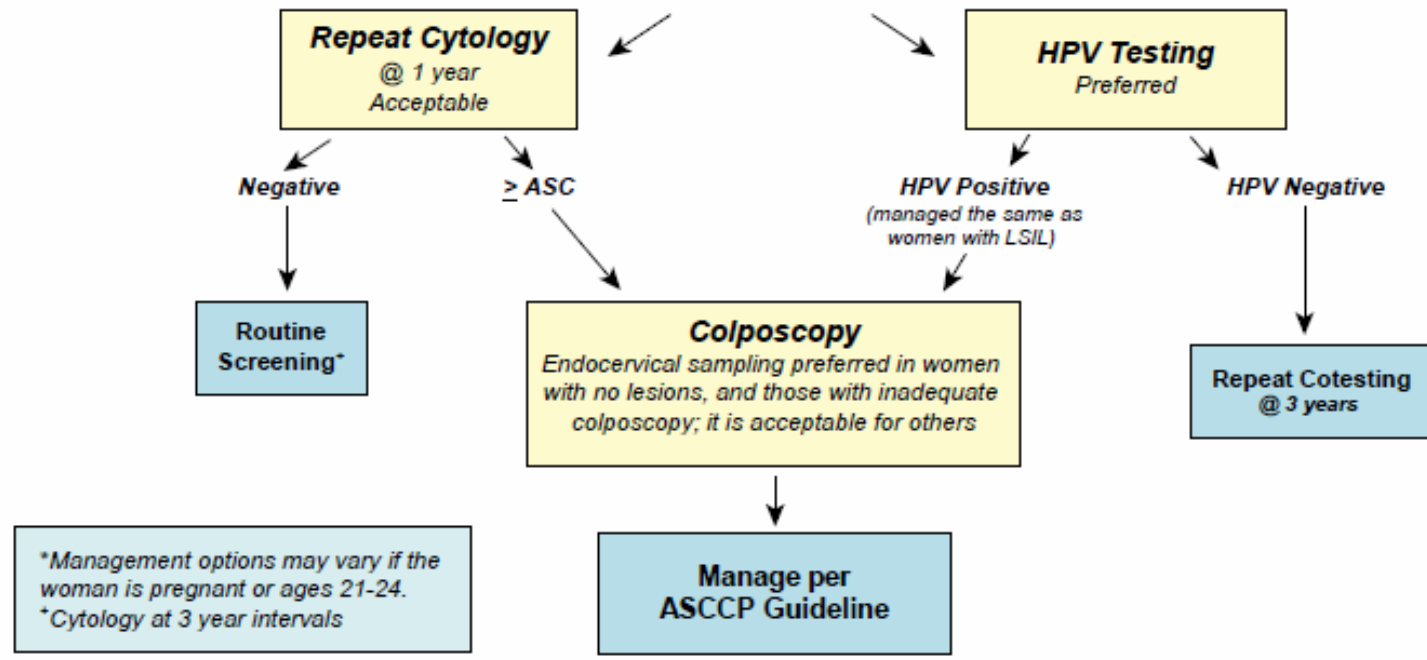 Repeat Cytology
@ 1 year
Acceptable
HPV Testing
Preferred
Negative
≥ ASC
HPV Positive
(managed the same as
women with LSIL)
HPV Negative
Routine
Screening⁺
Colposcopy
Endocervical sampling preferred in women
with no lesions, and those with inadequate
colposcopy; it is acceptable for others
Repeat Cotesting
@ 3 years
Manage per
ASCCP Guideline
*Management options may vary if the
woman is pregnant or ages 21-24.
⁺Cytology at 3 year intervals